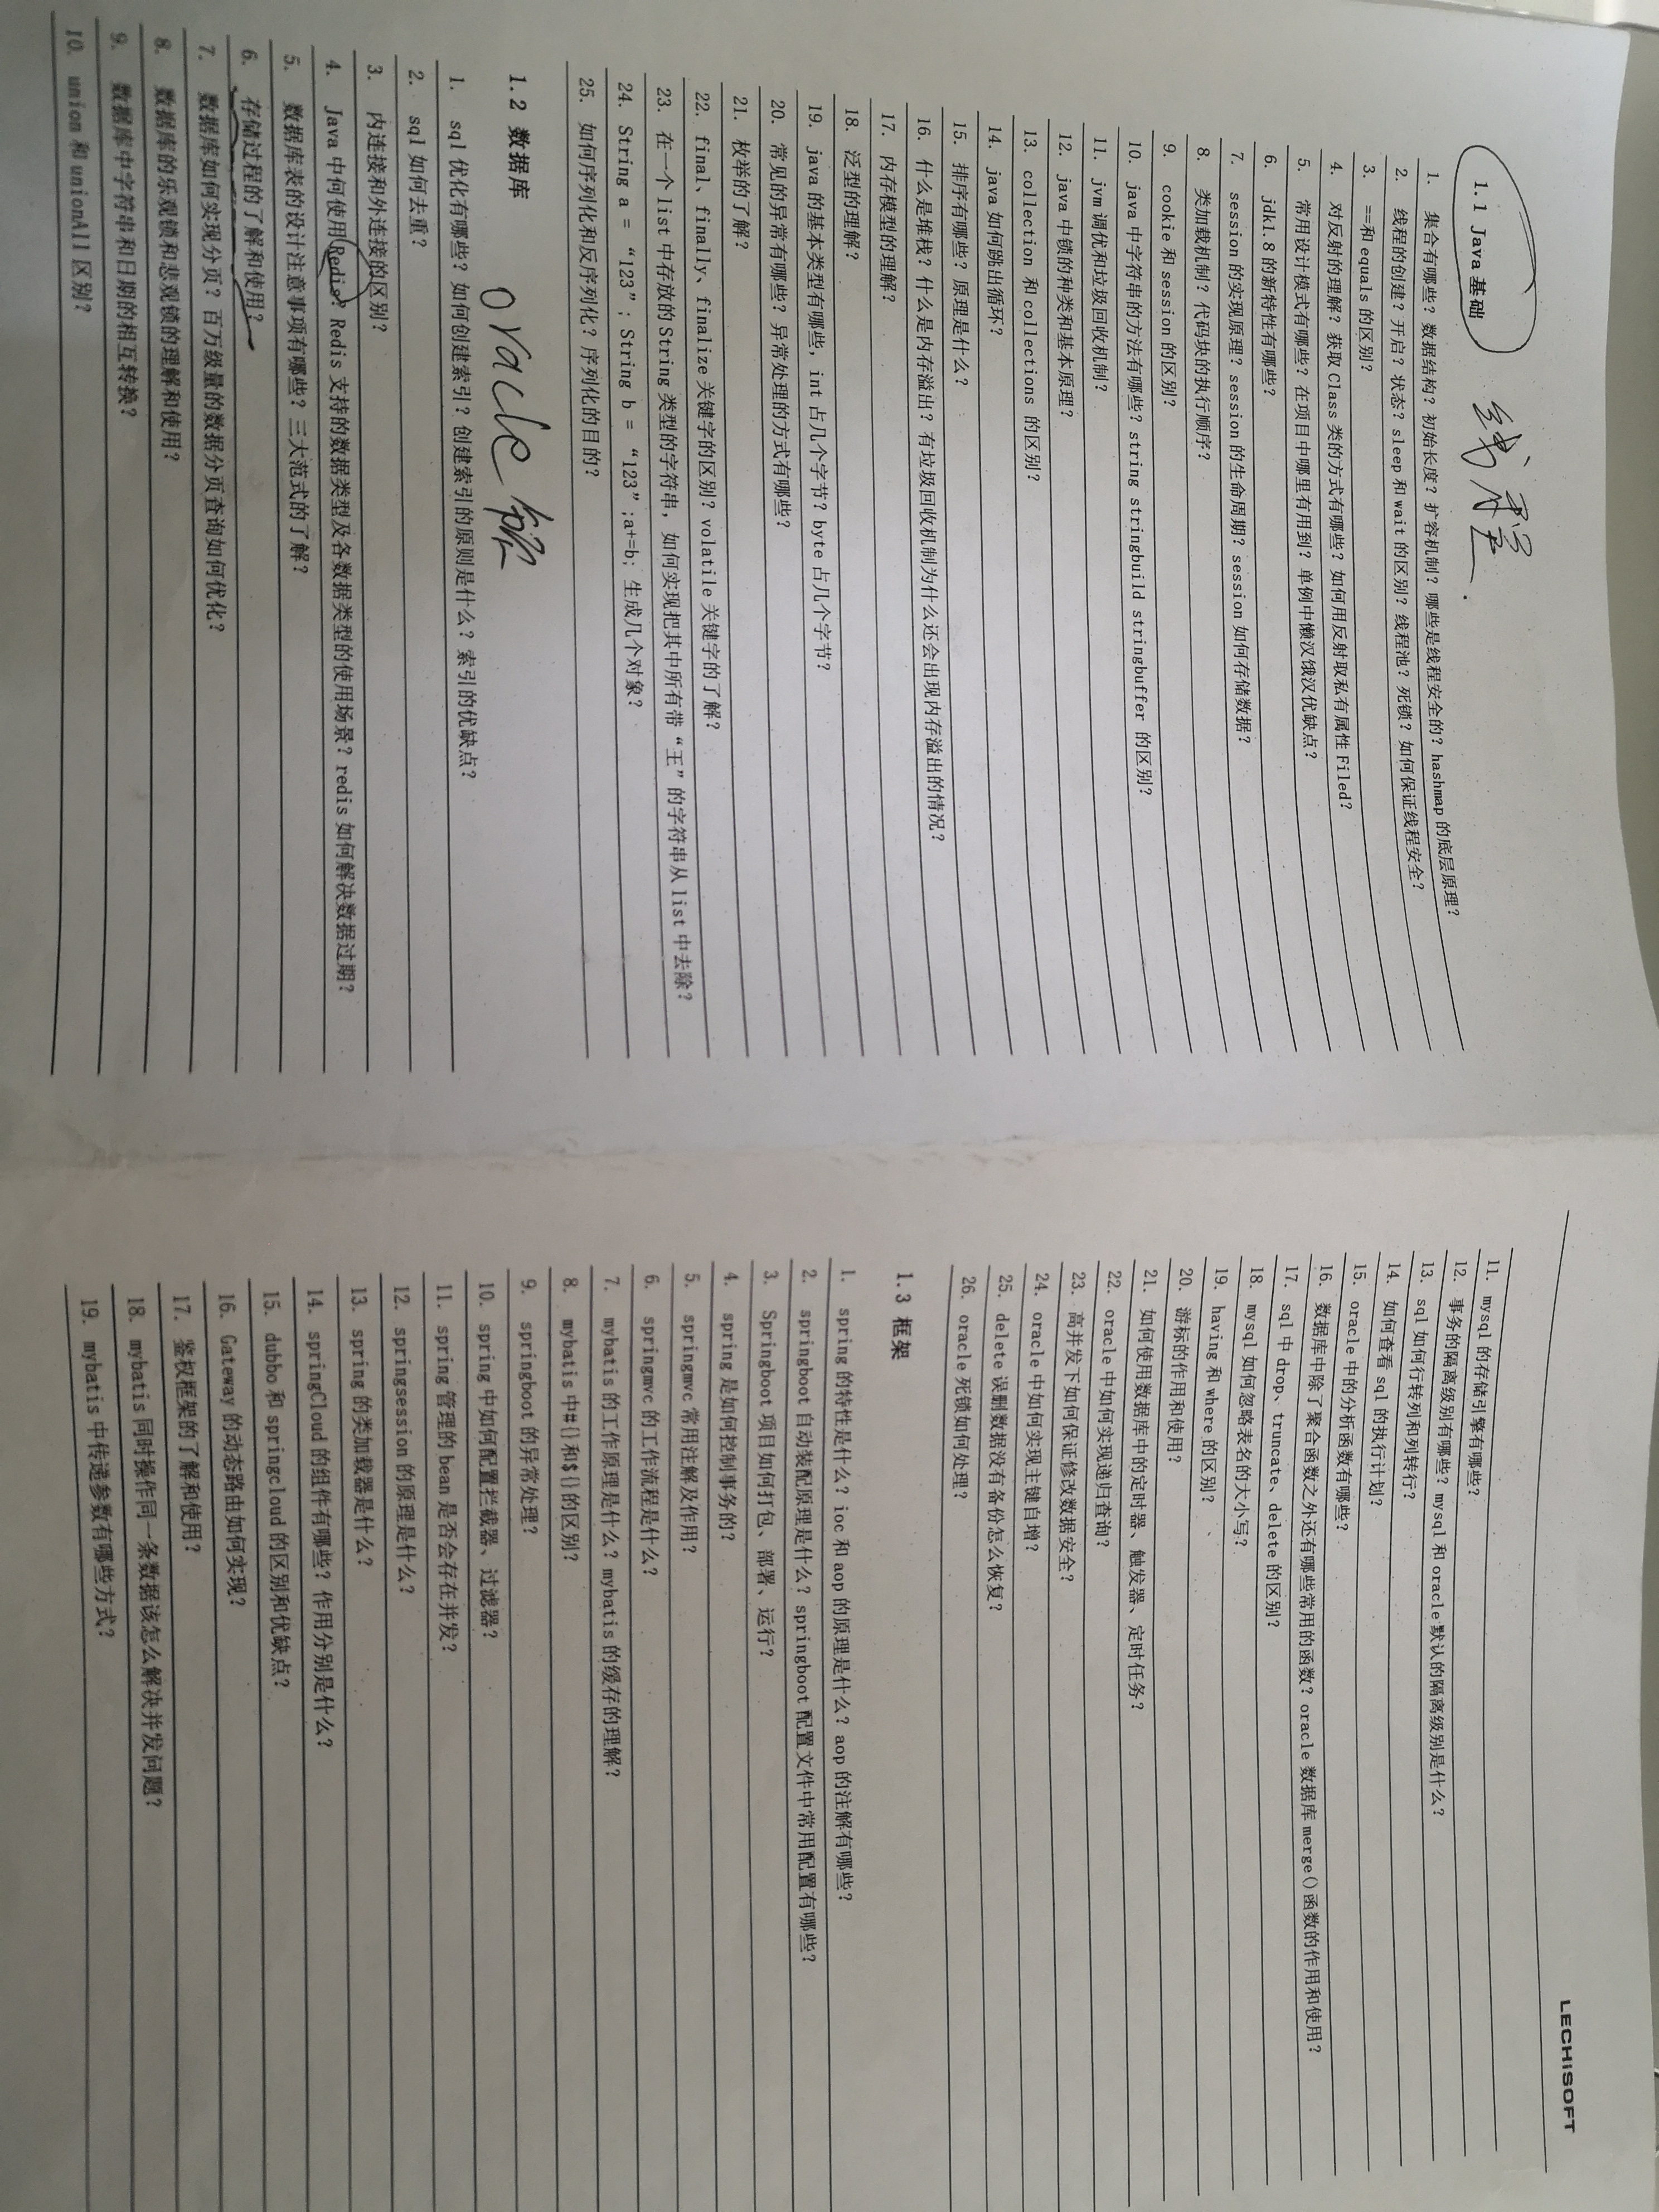 1.1 Java 基础 线程.
1. 集合有哪些？数据结构？初始长度？扩容机制？哪些是线程安全的？hashmap 的底层原理？
2. 线程的创建？开启？状态？sleep 和 wait 的区别？线程池？死锁？如何保证线程安全？
3. ==和 equals 的区别？
4. 对反射的理解？获取 Class 类的方式有哪些？如何用反射取私有属性 Filed？
5. 常用设计模式有哪些？在项目中哪里有用到？单例中懒汉饿汉优缺点？
6. jdk1.8 的新特性有哪些？
7. session 的实现原理？session 的生命周期？session 如何存储数据？
8. 类加载机制？代码块的执行顺序？
9. cookie 和 session 的区别？
10. java 中字符串的方法有哪些？string stringbuild stringbuffer 的区别？
11. jvm 调优和垃圾回收机制？
12. java 中锁的种类和基本原理？
13. collection 和 collections 的区别？
14. java 如何跳出循环？
15. 排序有哪些？原理是什么？
16. 什么是堆栈？什么是内存溢出？有垃圾回收机制为什么还会出现内存溢出的情况？
17. 内存模型的理解？
18. 泛型的理解？
19. java 的基本类型有哪些，int 占几个字节？byte 占几个字节？
20. 常见的异常有哪些？异常处理的方式有哪些？
21. 枚举的了解？
22. final、finally、finalize 关键字的区别？volatile 关键字的了解？
23. 在一个 list 中存放的 String 类型的字符串，如何实现把其中所有带“王”的字符串从 list 中去除？
24. String a = “123”; String b = “123”;a+=b; 生成几个对象？
25. 如何序列化和反序列化？序列化的目的？
1.2 数据库 oracle
1. sql 优化有哪些？如何创建索引？创建索引的原则是什么？索引的优缺点？
2. sql 如何去重？
3. 内连接和外连接的区别？
4. Java 中何使用 Redis？Redis 支持的数据类型及各数据类型的使用场景？redis 如何解决数据过期？
5. 数据库表的设计注意事项有哪些？三大范式的了解？
6. 存储过程的了解和使用？
7. 数据库如何实现分页？百万级量的数据分页查询如何优化？
8. 数据库的乐观锁和悲观锁的理解和使用？
9. 数据库中字符串和日期的相互转换？
10. union 和 unionAll 区别？
LECHISOFT
11. mysql 的存储引擎有哪些？
12. 事务的隔离级别有哪些？mysql 和 oracle 默认的隔离级别是什么？
13. sql 如何行转列和列转行？
14. 如何查看 sql 的执行计划？
15. oracle 中的分析函数有哪些？
16. 数据库中除了聚合函数之外还有哪些常用的函数？oracle 数据库 merge()函数的作用和使用？
17. sql 中 drop、truncate、delete 的区别？
18. mysql 如何忽略表名的大小写？
19. having 和 where 的区别？
20. 游标的作用和使用？
21. 如何使用数据库中的定时器、触发器、定时任务？
22. oracle 中如何实现递归查询？
23. 高并发下如何保证修改数据安全？
24. oracle 中如何实现主键自增？
25. delete 误删数据没有备份怎么恢复？
26. oracle 死锁如何处理？
1.3 框架
1. spring 的特性是什么？ioc 和 aop 的原理是什么？aop 的注解有哪些？
2. springboot 自动装配原理是什么？springboot 配置文件中常用配置有哪些？
3. Springboot 项目如何打包、部署、运行？
4. spring 是如何控制事务的？
5. springmvc 常用注解及作用？
6. springmvc 的工作流程是什么？
7. mybatis 的工作原理是什么？mybatis 的缓存的理解？
8. mybatis 中#{}和${}的区别？
9. springboot 的异常处理？
10. spring 中如何配置拦截器、过滤器？
11. spring 管理的 bean 是否会存在并发？
12. springsession 的原理是什么？
13. spring 的类加载器是什么？
14. springCloud 的组件有哪些？作用分别是什么？
15. dubbo 和 springcloud 的区别和优缺点？
16. Gateway 的动态路由如何实现？
17. 鉴权框架的了解和使用？
18. mybatis 同时操作同一条数据该怎么解决并发问题？
19. mybatis 中传递参数有哪些方式？